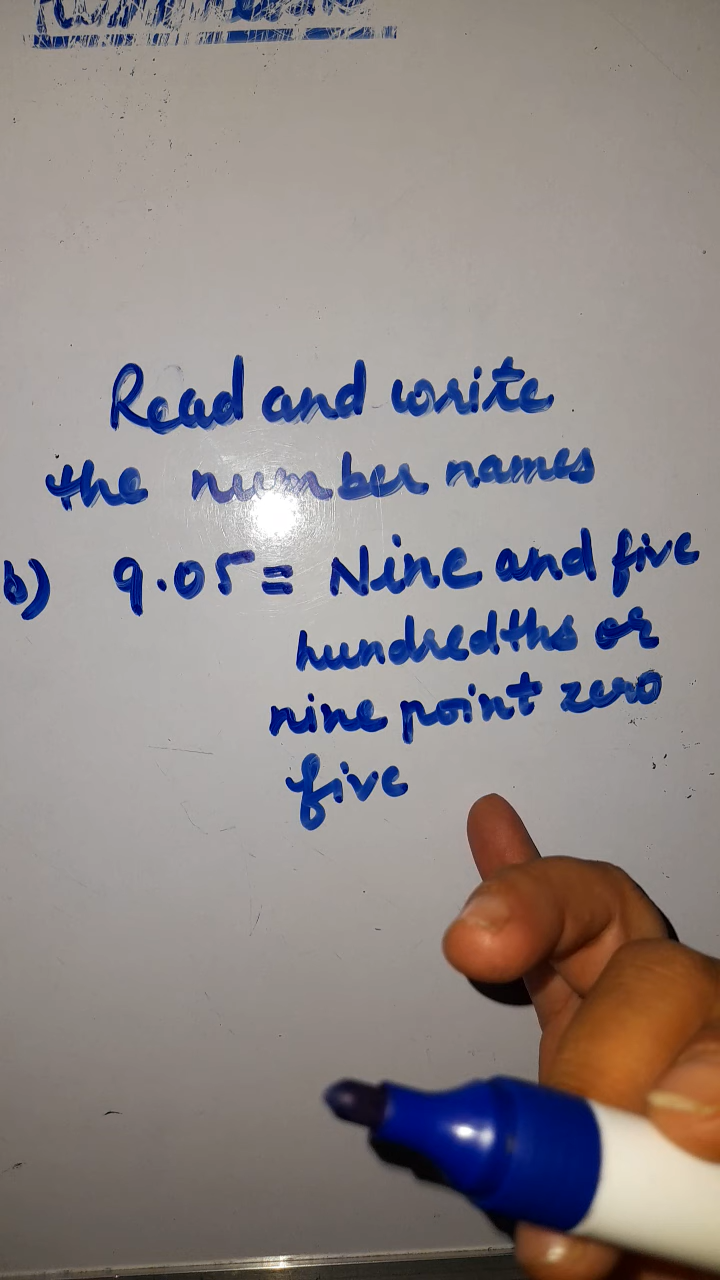 Read and write
the number names
b) 9.05 = Nine and five
hundredths or
nine point zero
five